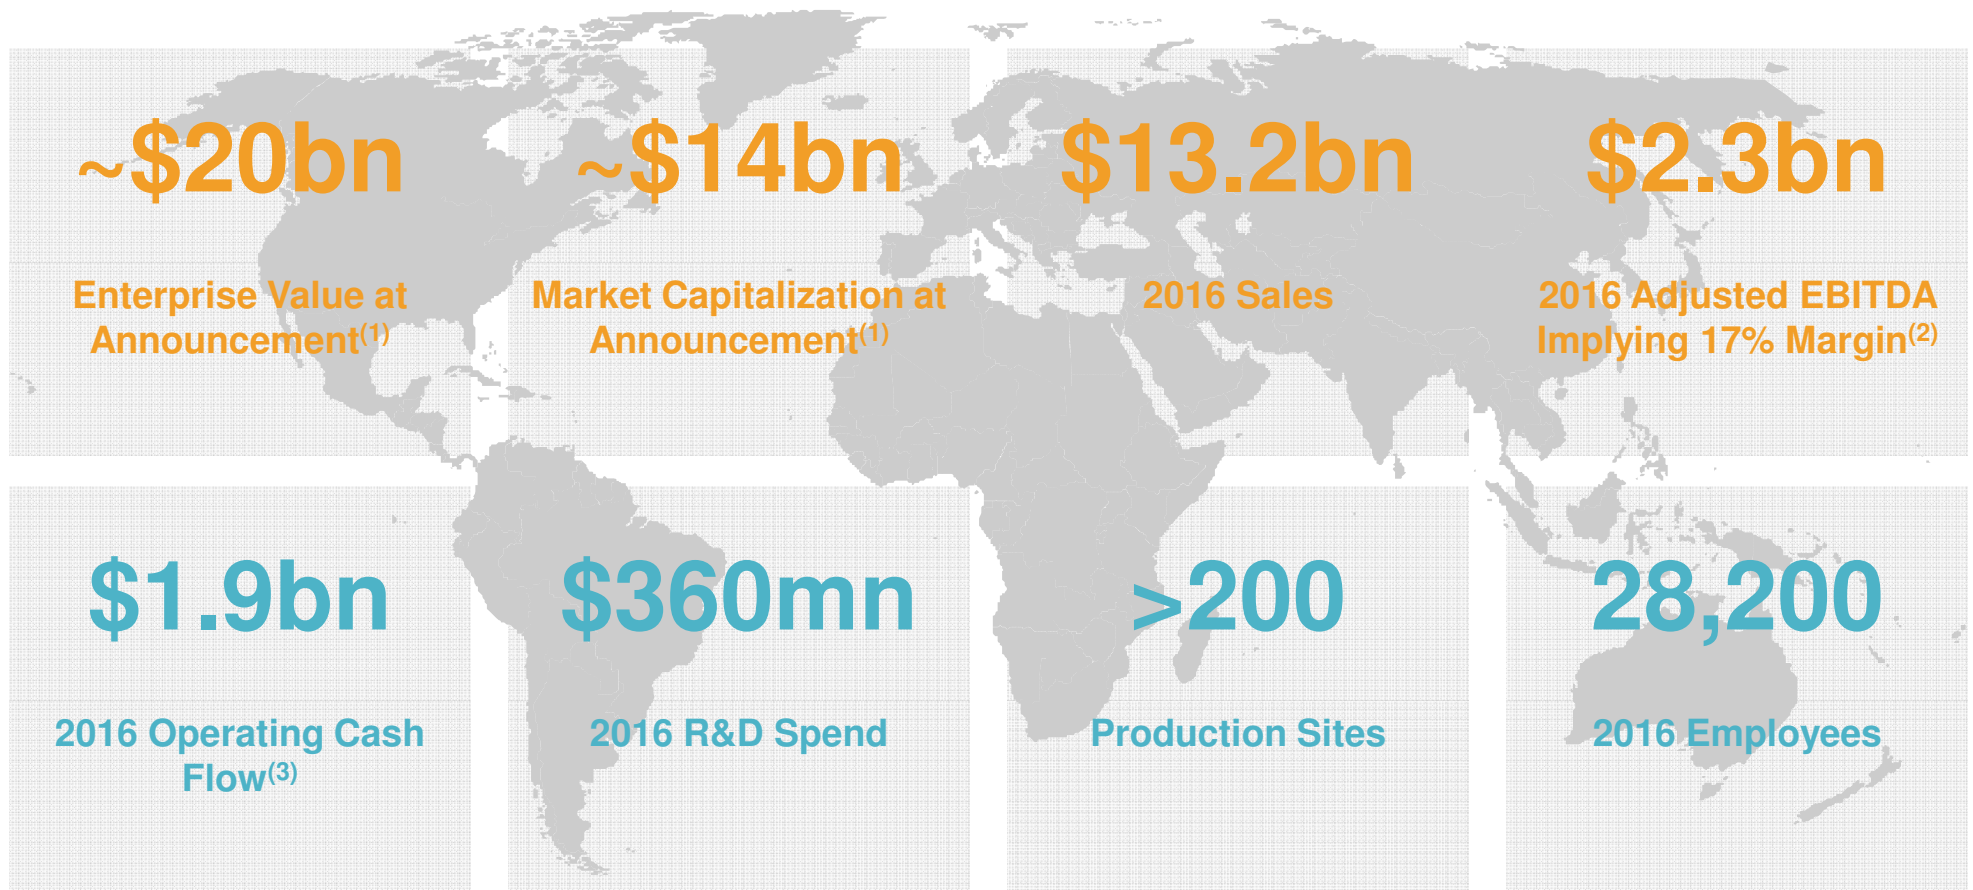 ~$20bn
Enterprise Value at
Announcement(1)
~$14bn
Market Capitalization at
Announcement(1)
$13.2bn
2016 Sales
$2.3bn
2016 Adjusted EBITDA
Implying 17% Margin(2)
$1.9bn
2016 Operating Cash
Flow(3)
$360mn
2016 R&D Spend
>200
Production Sites
28,200
2016 Employees